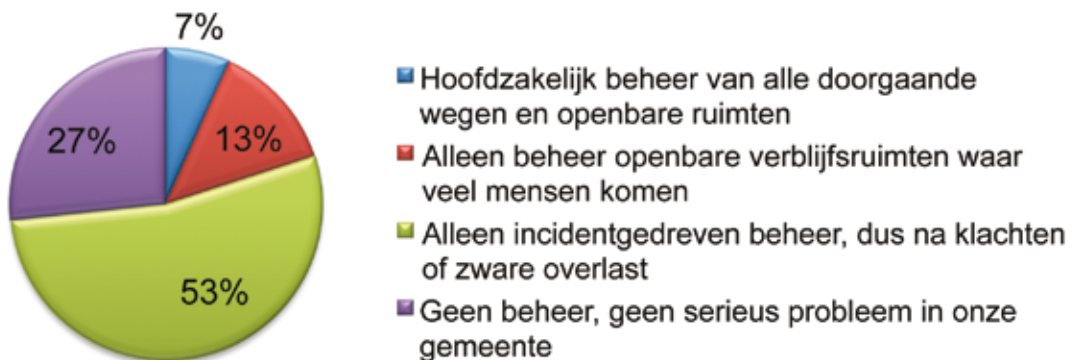 7%
13%
53%
27%
Hoofdzakelijk beheer van alle doorgaande
wegen en openbare ruimten
Alleen beheer openbare verblijfsruimten waar
veel mensen komen
Alleen incidentgedreven beheer, dus na klachten
of zware overlast
Geen beheer, geen serieus probleem in onze
gemeente